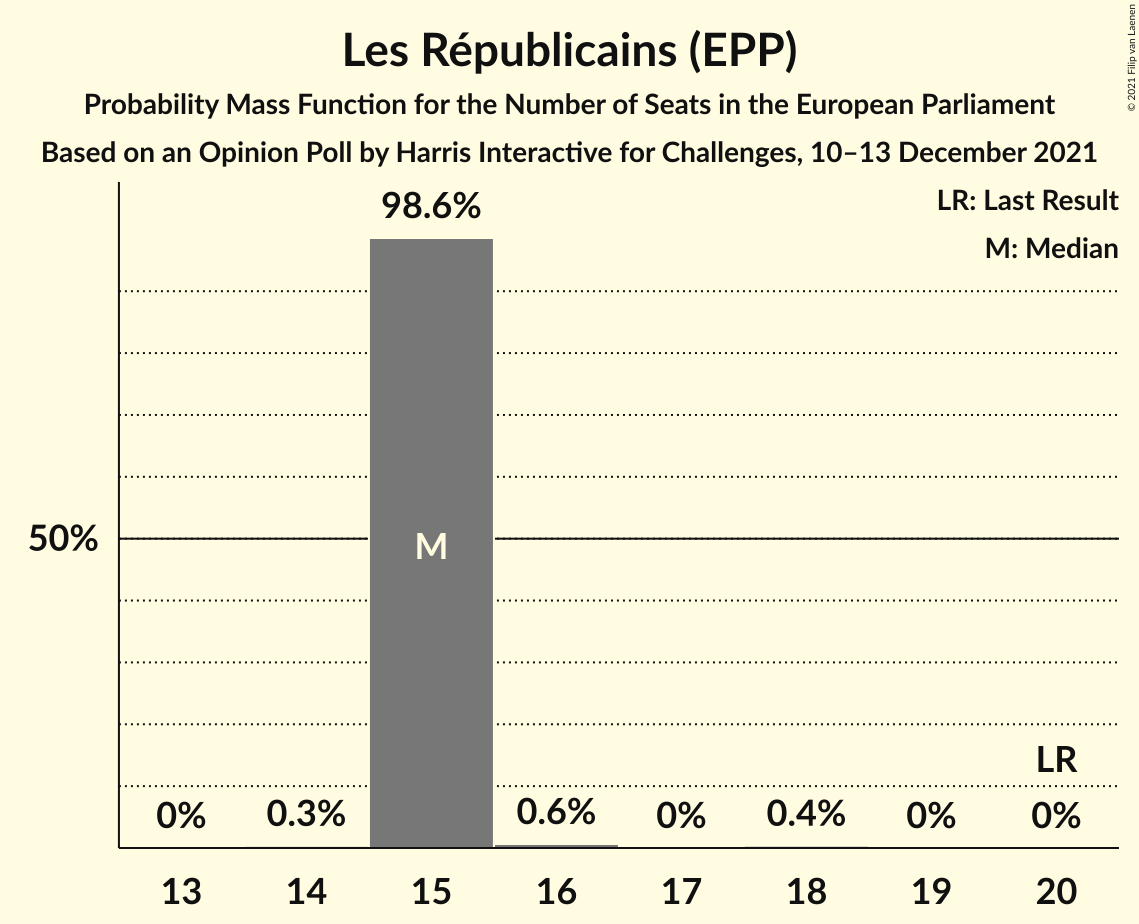 Les Républicains (EPP)
Probability Mass Function for the Number of Seats in the European Parliament
Based on an Opinion Poll by Harris Interactive for Challenges, 10–13 December 2021
© 2021 Filip van Laenen
LR: Last Result
M: Median
98.6%
50%
M
LR
0% 0.3% 0.6% 0% 0.4% 0% 0%
13 14 15 16 17 18 19 20